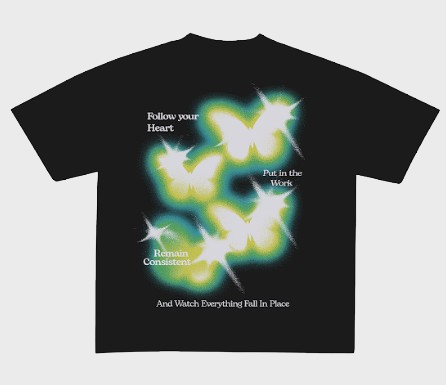 Follow your
Heart
Put in the
Work
Remain
Consistent
And Watch Everything Fall In Place